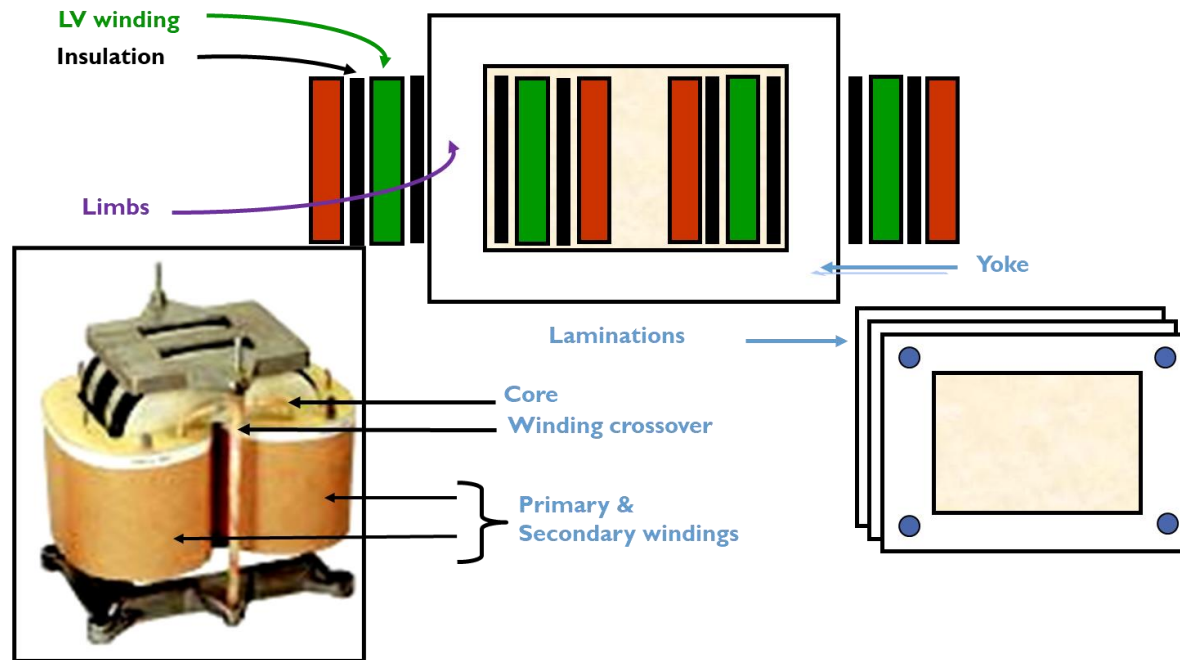 LV winding
Insulation
Limbs
Yoke
Laminations
Core
Winding crossover
Primary &
Secondary windings